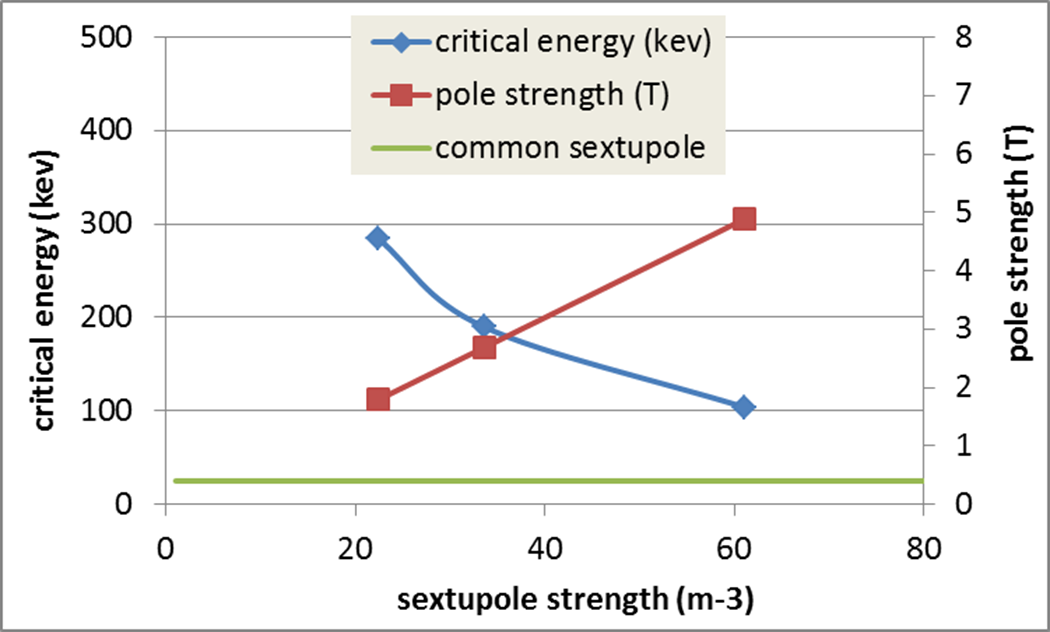 critical energy (kev)
pole strength (T)
common sextupole
500
400
300
200
100
0
critical energy (kev)
8
7
6
5
4
3
2
1
0
pole strength (T)
0 20 40 60 80
sextupole strength (m-3)